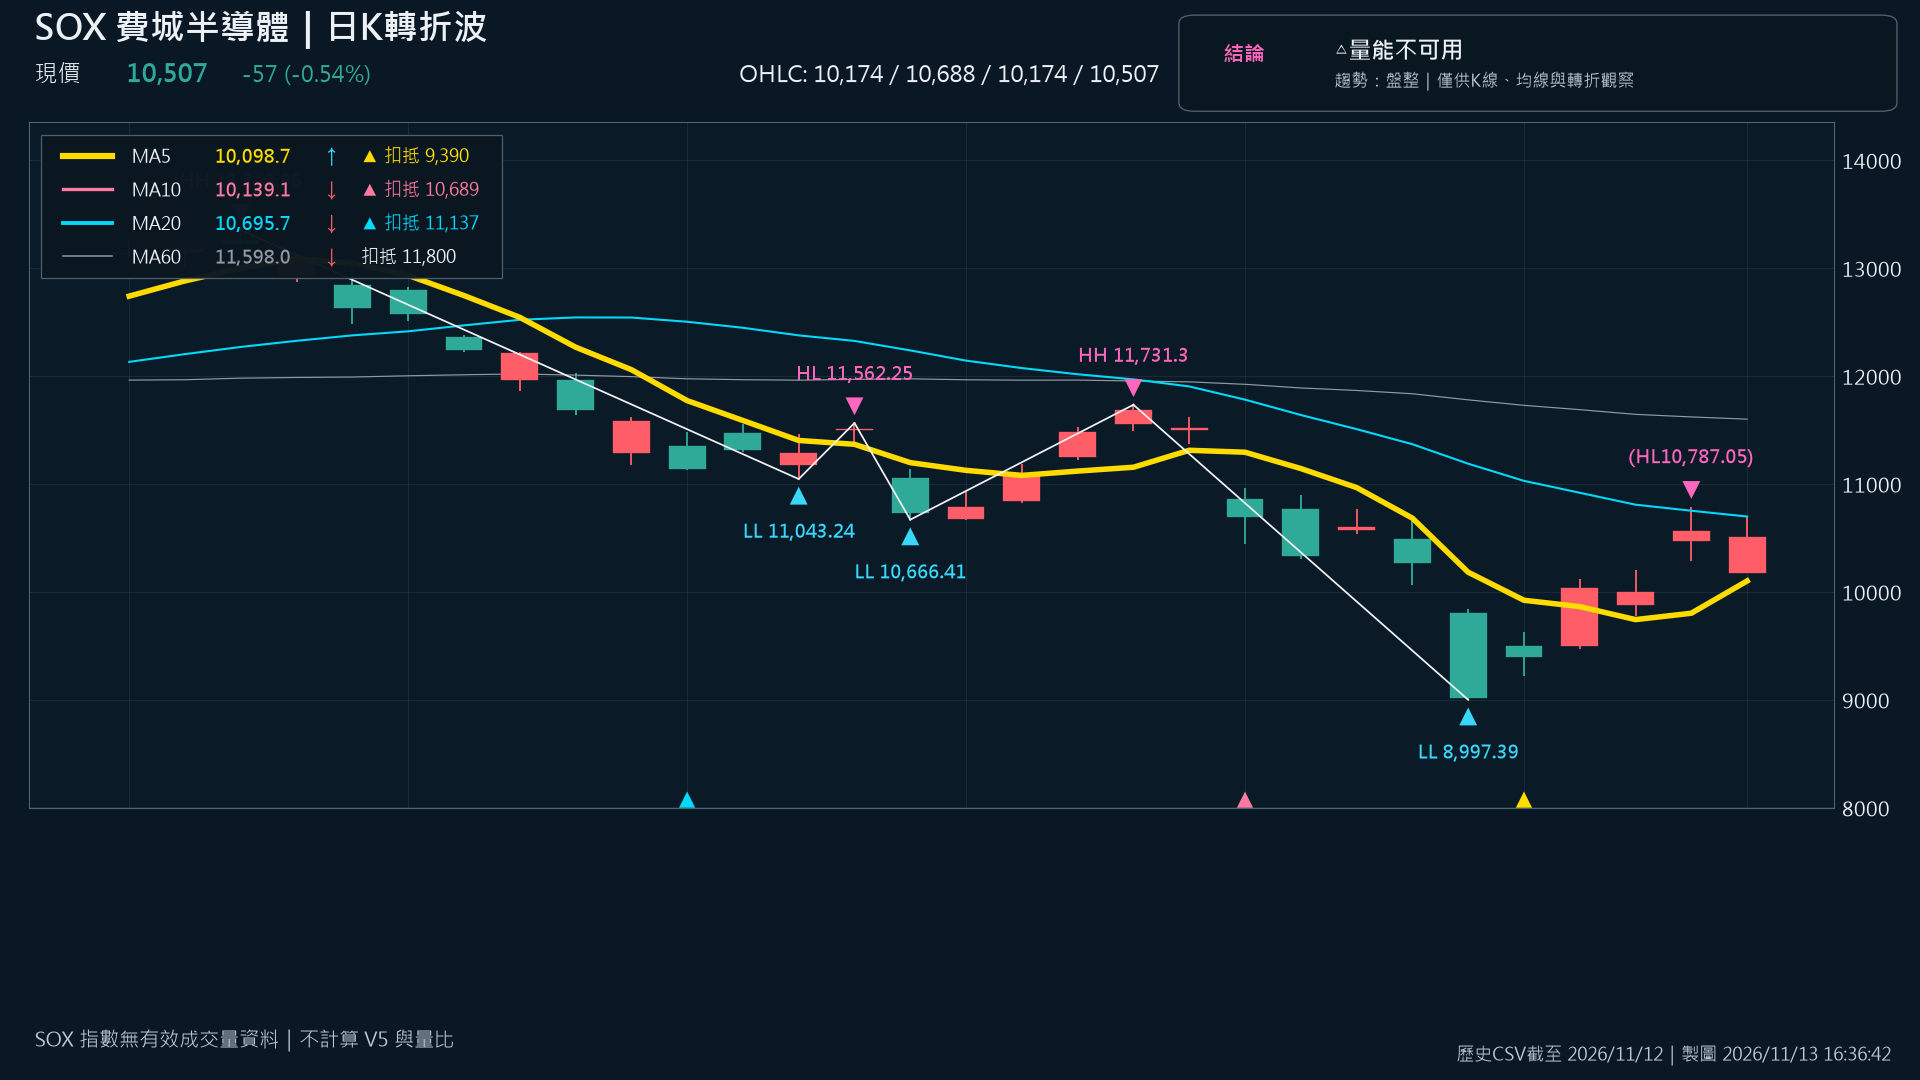 SOX 費城半導體 | 日K轉折波
現價 10,507 -57 (-0.54%)
OHLC: 10,174 / 10,688 / 10,174 / 10,507
結論
△量能不可用
趨勢：盤整 | 僅供K線、均線與轉折觀察
MA5 10,098.7 ↑ ▲ 扣抵 9,390
MA10 10,139.1 ↓ ▲ 扣抵 10,689
MA20 10,695.7 ↓ ▲ 扣抵 11,137
MA60 11,598.0 ↓ 扣抵 11,800
14000
13000
12000
11000
10000
9000
8000
HH 11,731.3
HL 11,562.25
(HL10,787.05)
LL 11,043.24
LL 10,666.41
LL 8,997.39
SOX 指數無有效成交量資料 | 不計算 V5 與量比
歷史CSV截至 2026/11/12 | 製圖 2026/11/13 16:36:42